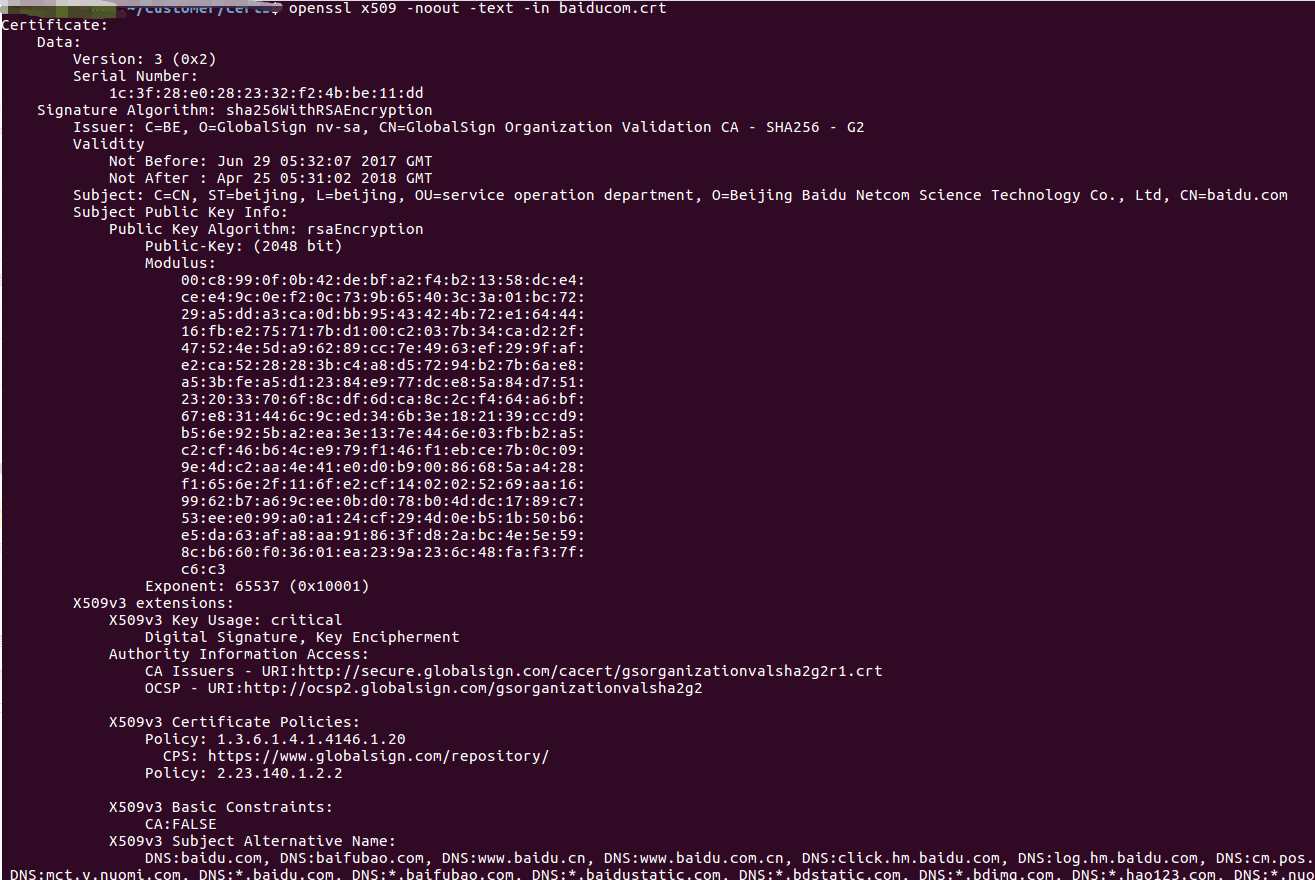 ~/customer/certs$ openssl x509 -noout -text -in baiducom.crt
Certificate:
    Data:
        Version: 3 (0x2)
        Serial Number:
            1c:3f:28:e0:28:23:32:f2:4b:be:11:dd
    Signature Algorithm: sha256WithRSAEncryption
        Issuer: C=BE, O=GlobalSign nv-sa, CN=GlobalSign Organization Validation CA - SHA256 - G2
        Validity
            Not Before: Jun 29 05:32:07 2017 GMT
            Not After : Apr 25 05:31:02 2018 GMT
        Subject: C=CN, ST=beijing, L=beijing, OU=service operation department, O=Beijing Baidu Netcom Science Technology Co., Ltd, CN=baidu.com
        Subject Public Key Info:
            Public Key Algorithm: rsaEncryption
                Public-Key: (2048 bit)
                Modulus:
                    00:c8:99:0f:0b:42:de:bf:a2:f4:b2:13:58:dc:e4:
                    ce:e4:9c:0e:f2:0c:73:9b:65:40:3c:3a:01:bc:72:
                    29:a5:dd:a3:ca:0d:bb:95:43:42:4b:72:e1:64:44:
                    16:fb:e2:75:71:7b:d1:00:c2:03:7b:34:ca:d2:2f:
                    47:52:4e:5d:a9:62:89:cc:7e:49:63:ef:29:9f:af:
                    e2:ca:52:28:28:3b:c4:a8:d5:72:94:b2:7b:6a:e8:
                    a5:3b:fe:a5:d1:23:84:e9:77:dc:e8:5a:84:d7:51:
                    23:20:33:70:6f:8c:df:6d:ca:8c:2c:f4:64:a6:bf:
                    67:e8:31:44:6c:9c:ed:34:6b:3e:18:21:39:cc:d9:
                    b5:6e:92:5b:a2:ea:3e:13:7e:44:6e:03:fb:b2:a5:
                    c2:cf:46:b6:4c:e9:79:f1:46:f1:eb:ce:7b:0c:09:
                    9e:4d:c2:aa:4e:41:e0:d0:b9:00:86:68:5a:a4:28:
                    f1:65:6e:2f:11:6f:e2:cf:14:02:02:52:69:aa:16:
                    99:62:b7:a6:9c:ee:0b:d0:78:b0:4d:dc:17:89:c7:
                    53:ee:e0:99:a0:a1:24:cf:29:4d:0e:b5:1b:50:b6:
                    e5:da:63:af:a8:aa:91:86:3f:d8:2a:bc:4e:5e:59:
                    8c:b6:60:f0:36:01:ea:23:9a:23:6c:48:fa:f3:7f:
                    c6:c3
                Exponent: 65537 (0x10001)
        X509v3 extensions:
            X509v3 Key Usage: critical
                Digital Signature, Key Encipherment
            Authority Information Access:
                CA Issuers - URI:http://secure.globalsign.com/cacert/gsorganizationvalsha2g2r1.crt
                OCSP - URI:http://ocsp2.globalsign.com/gsorganizationvalsha2g2
            X509v3 Certificate Policies:
                Policy: 1.3.6.1.4.1.4146.1.20
                  CPS: https://www.globalsign.com/repository/
                Policy: 2.23.140.1.2.2
            X509v3 Basic Constraints:
                CA:FALSE
            X509v3 Subject Alternative Name:
                DNS:baidu.com, DNS:baifubao.com, DNS:www.baidu.cn, DNS:www.baidu.com.cn, DNS:click.hm.baidu.com, DNS:log.hm.baidu.com, DNS:cm.pos.
DNS:mct.y.nuomi.com, DNS:*.baidu.com, DNS:*.baifubao.com, DNS:*.baidustatic.com, DNS:*.bdstatic.com, DNS:*.bdimg.com, DNS:*.hao123.com, DNS:*.nuo